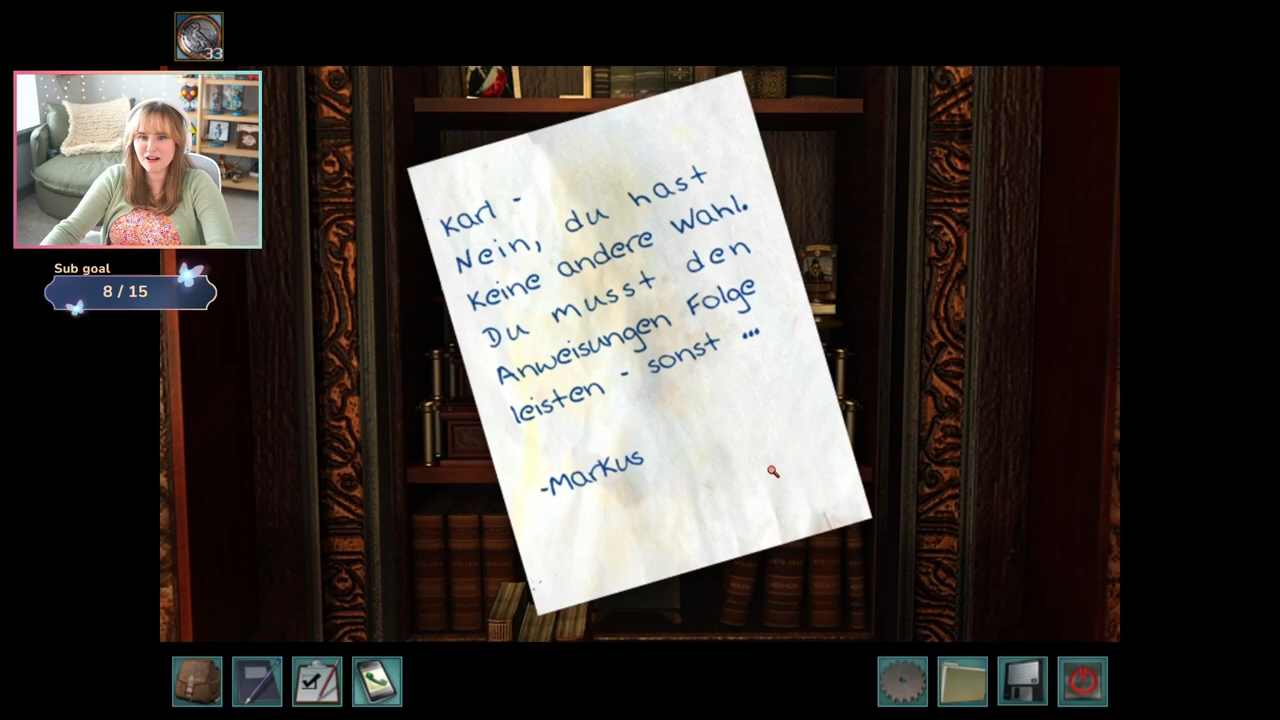 33
Sub goal
8 / 15
Karl -
Nein, du hast
Keine andere Wahl.
Du musst den
Anweisungen Folge
leisten - sonst ...
-Markus